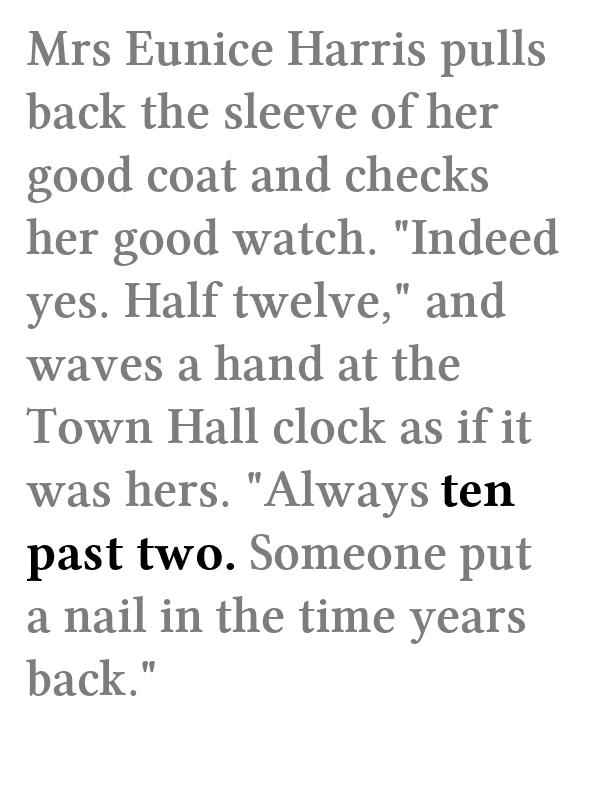 Mrs Eunice Harris pulls
back the sleeve of her
good coat and checks
her good watch. "Indeed
yes. Half twelve," and
waves a hand at the
Town Hall clock as if it
was hers. "Always ten
past two. Someone put
a nail in the time years
back."